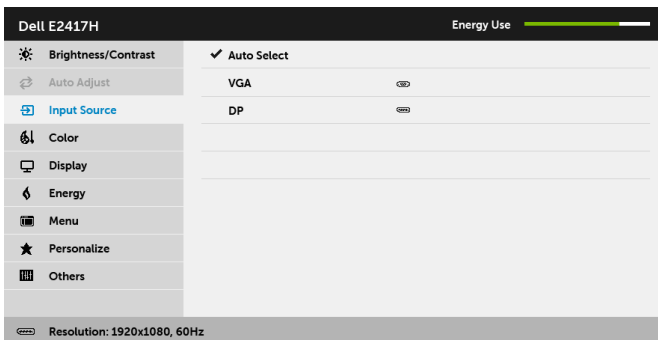 Dell E2417H Energy Use
Brightness/Contrast Auto Select
Auto Adjust VGA
Input Source DP
Color
Display
Energy
Menu
Personalize
Others
Resolution: 1920x1080, 60Hz